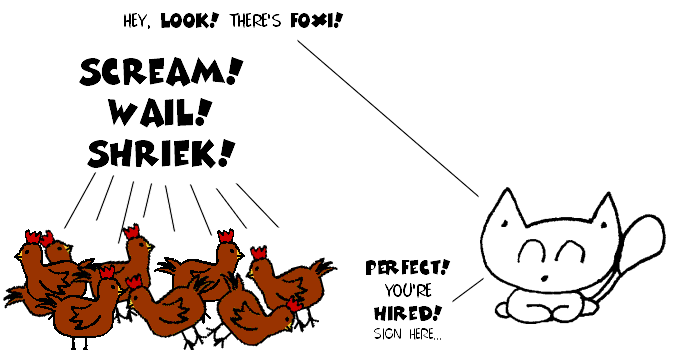 HEY, LOOK! THERE'S FOXI!
SCREAM!
WAIL!
SHRIEK!
PERFECT!
YOU'RE
HIRED!
SIGN HERE...